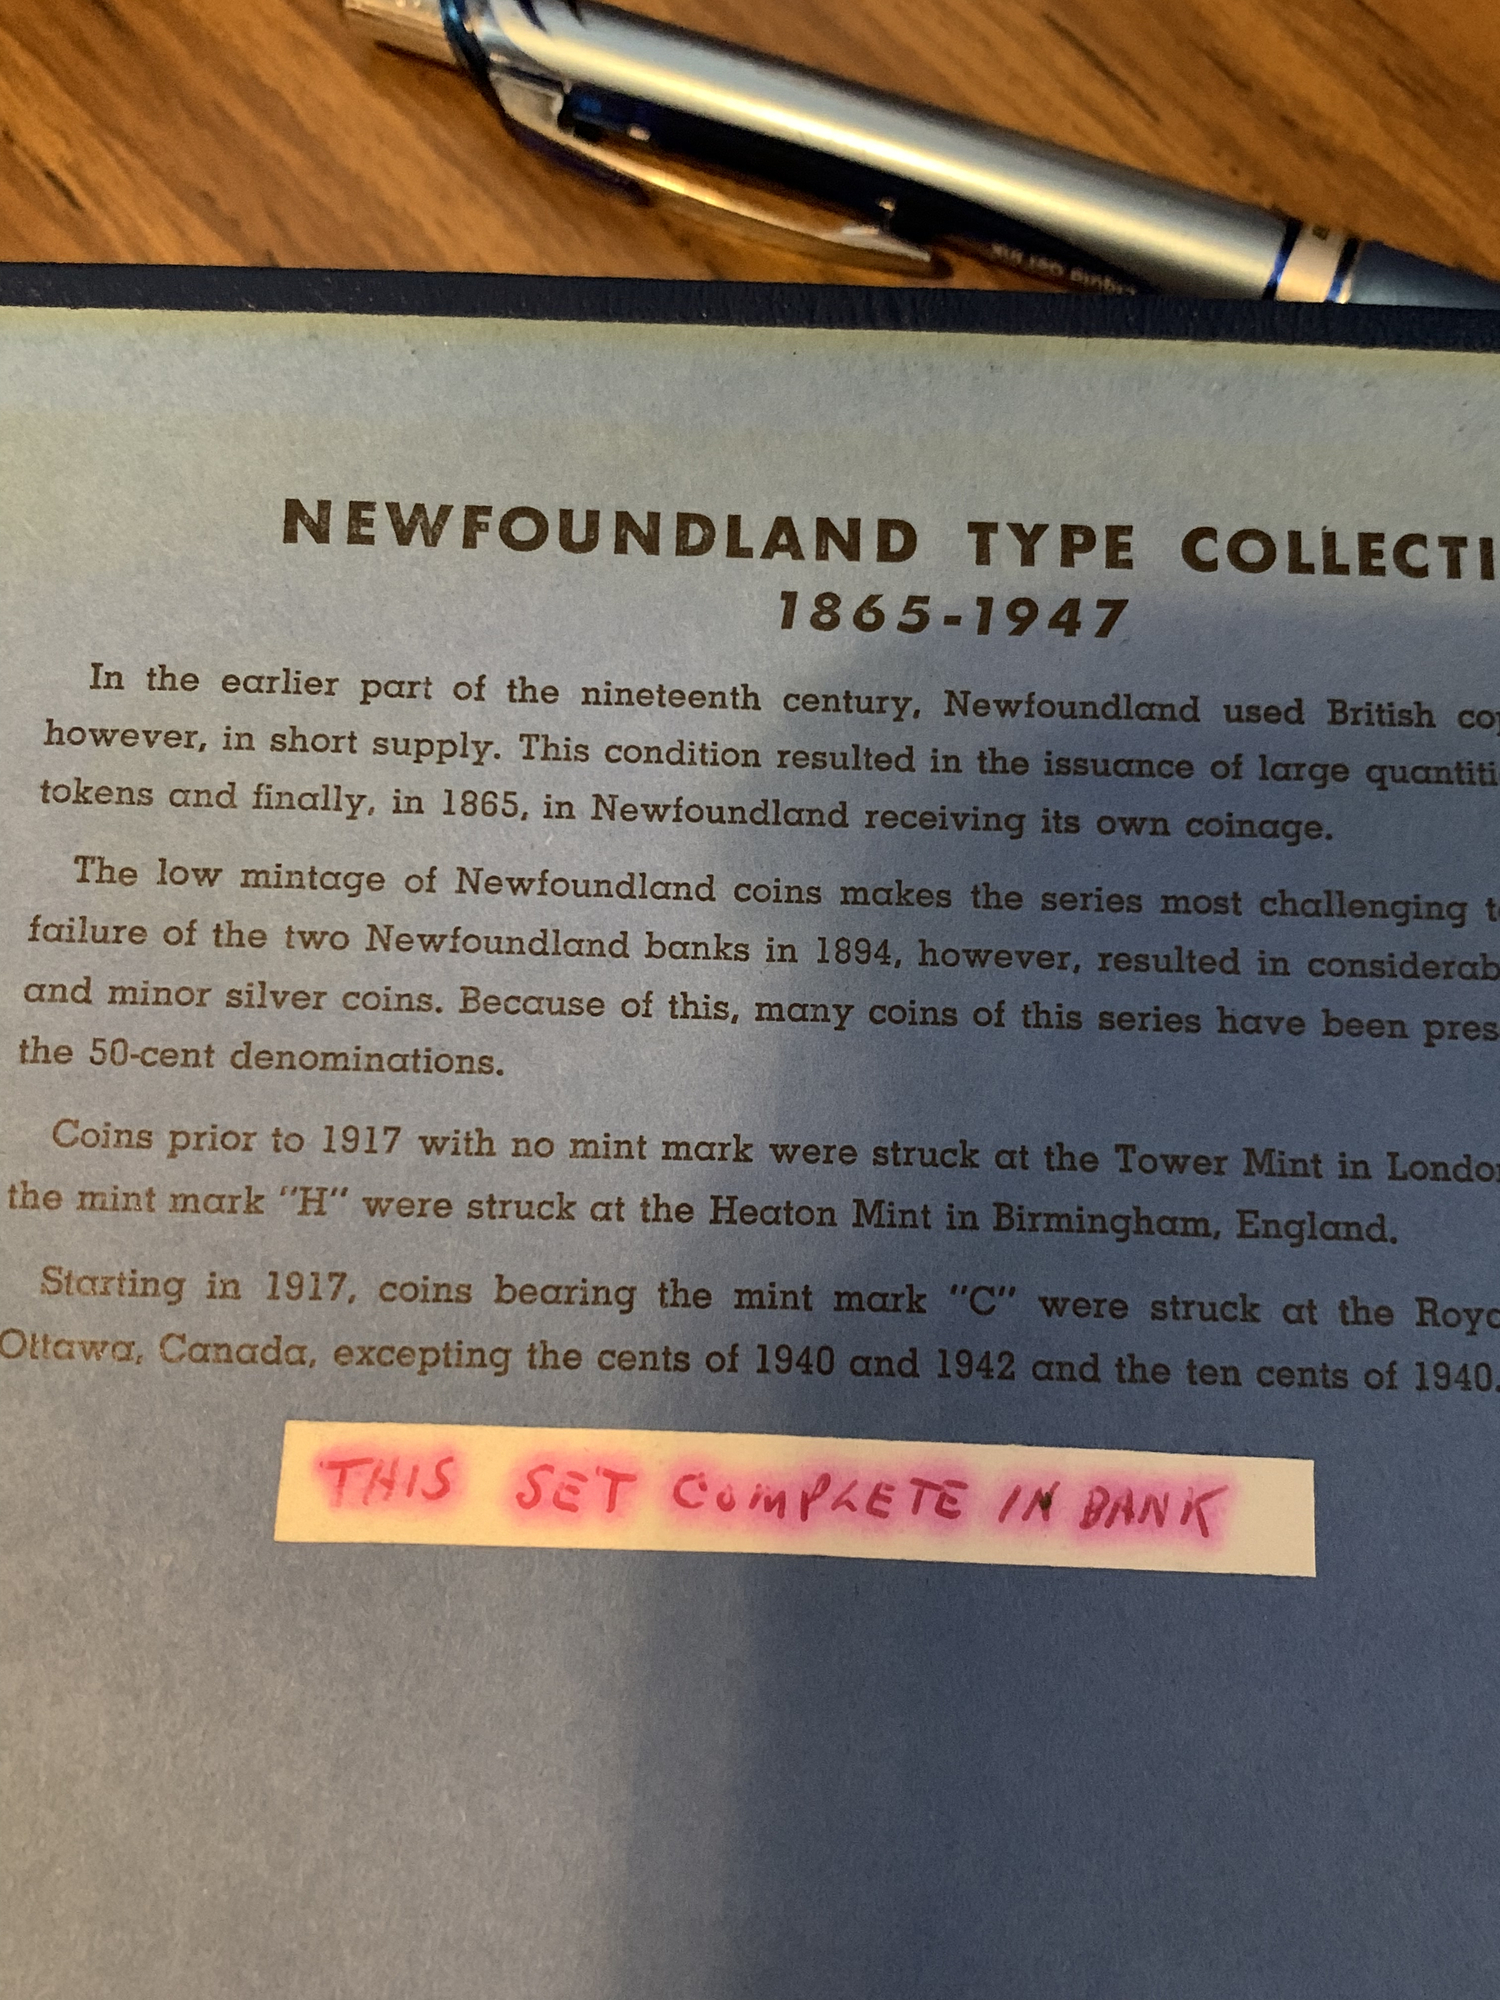 NEWFOUNDLAND TYPE COLLECTI
1865-1947
In the earlier part of the nineteenth century, Newfoundland used British co
however, in short supply. This condition resulted in the issuance of large quantiti
tokens and finally, in 1865, in Newfoundland receiving its own coinage.
The low mintage of Newfoundland coins makes the series most challenging t
failure of the two Newfoundland banks in 1894, however, resulted in considerab
and minor silver coins. Because of this, many coins of this series have been pres
the 50-cent denominations.
Coins prior to 1917 with no mint mark were struck at the Tower Mint in Londo
the mint mark "H" were struck at the Heaton Mint in Birmingham, England.
Starting in 1917, coins bearing the mint mark "C" were struck at the Roya
Ottawa, Canada, excepting the cents of 1940 and 1942 and the ten cents of 1940.
THIS SET COMPLETE IN BANK